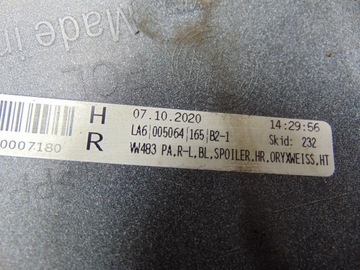 Made in
H 07.10.2020 14:29:56
LA6|005064|165|B2-1 Skid: 232
0007180 R VW483 PA,R-L,BL,SPOILER,HR,ORYXWEISS,HT